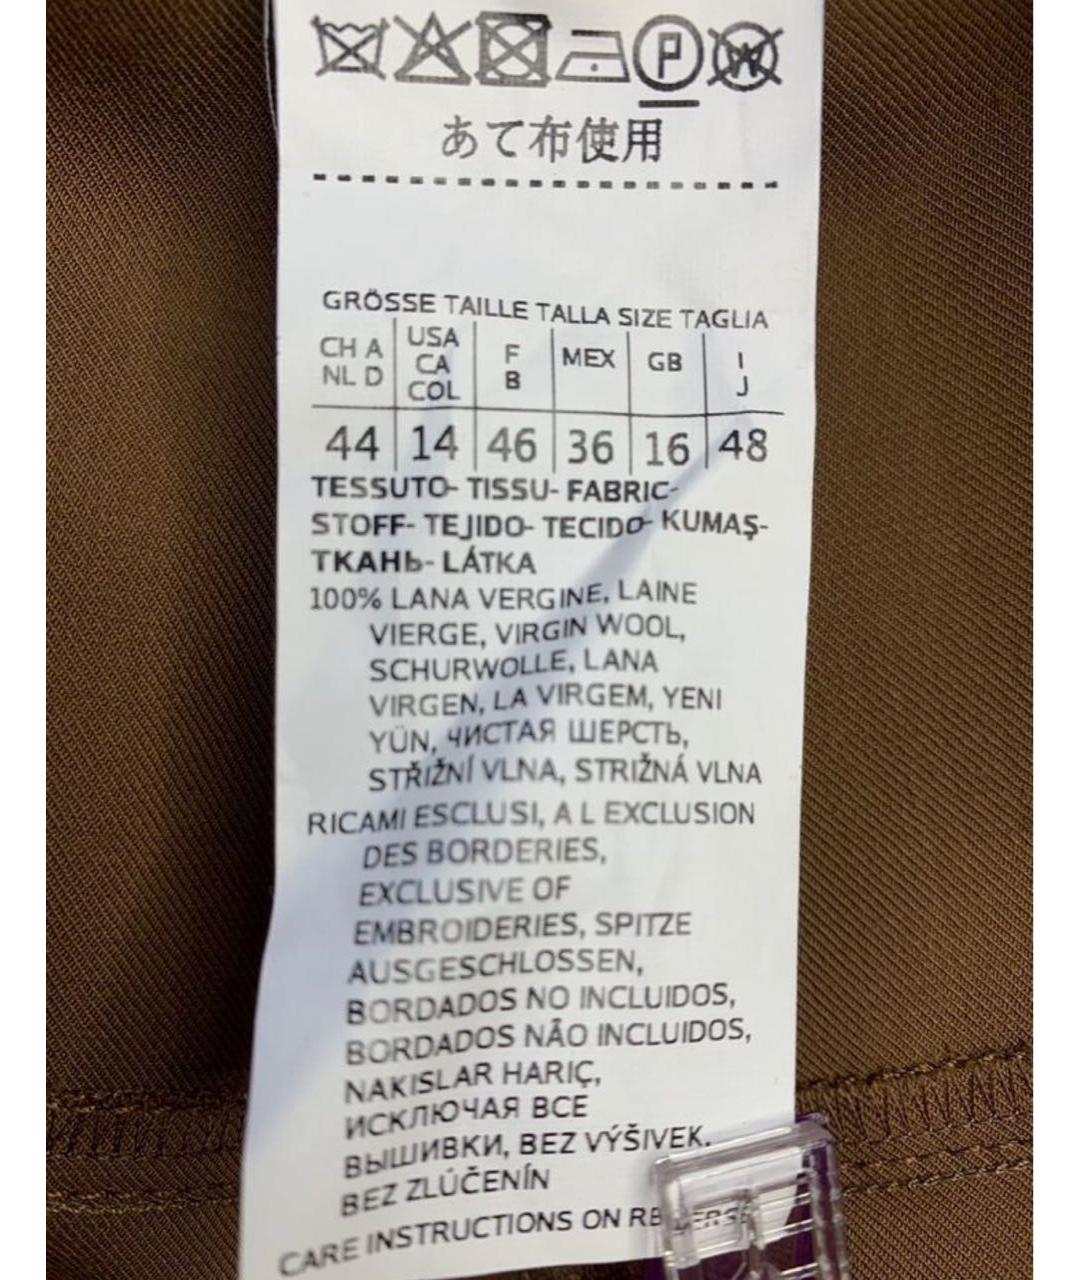 P W
あて布使用
GRÖSSE TAILLE TALLA SIZE TAGLIA
CH A NL D | USA CA COL | F B | MEX | GB | I J
44 | 14 | 46 | 36 | 16 | 48
TESSUTO- TISSU- FABRIC-
STOFF- TEJIDO- TECIDO- KUMAŞ-
ТКАНЬ- LÁTKA
100% LANA VERGINE, LAINE
VIERGE, VIRGIN WOOL,
SCHURWOLLE, LANA
VIRGEN, LA VIRGEM, YENI
YÜN, ЧИСТАЯ ШЕРСТЬ,
STŘIŽNÍ VLNA, STRIŽNÁ VLNA
RICAMI ESCLUSI, A L EXCLUSION
DES BORDERIES,
EXCLUSIVE OF
EMBROIDERIES, SPITZE
AUSGESCHLOSSEN,
BORDADOS NO INCLUIDOS,
BORDADOS NÃO INCLUIDOS,
NAKISLAR HARIÇ,
ИСКЛЮЧАЯ ВСЕ
ВЫШИВКИ, BEZ VÝŠIVEK.
BEZ ZLÚČENÍN
CARE INSTRUCTIONS ON